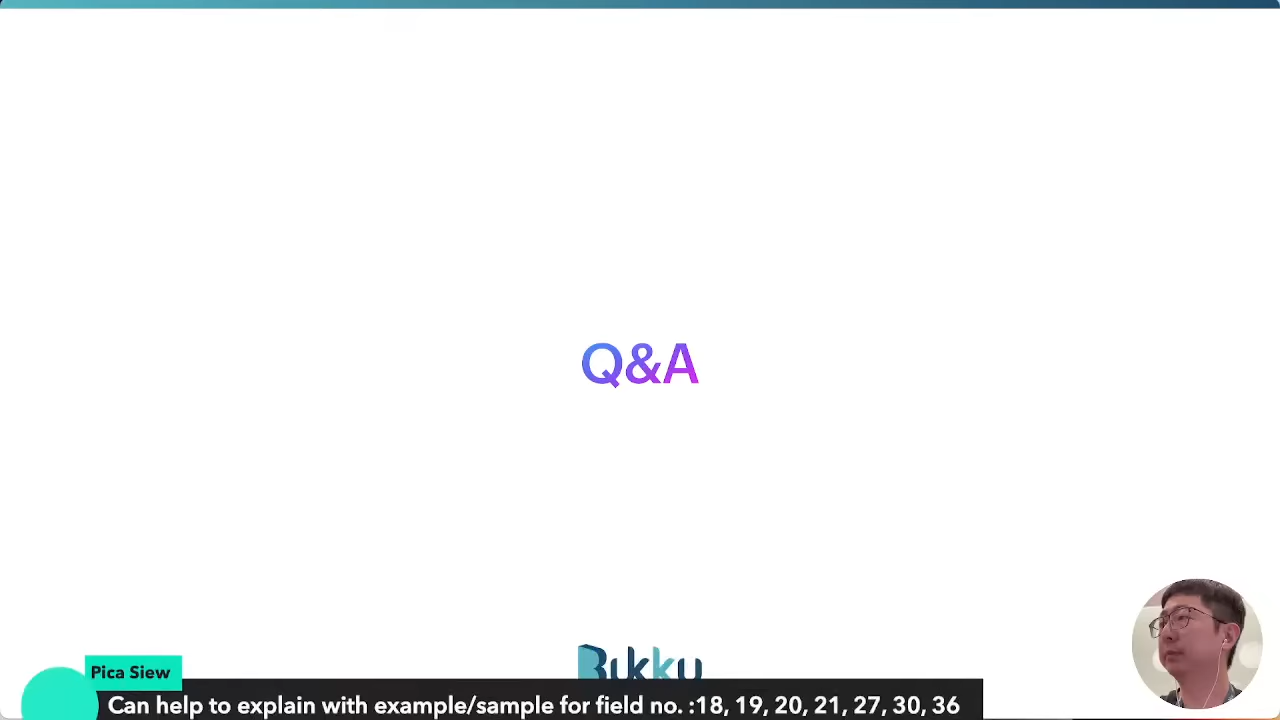 Q&A
Bukku
Pica Siew
Can help to explain with example/sample for field no. :18, 19, 20, 21, 27, 30, 36